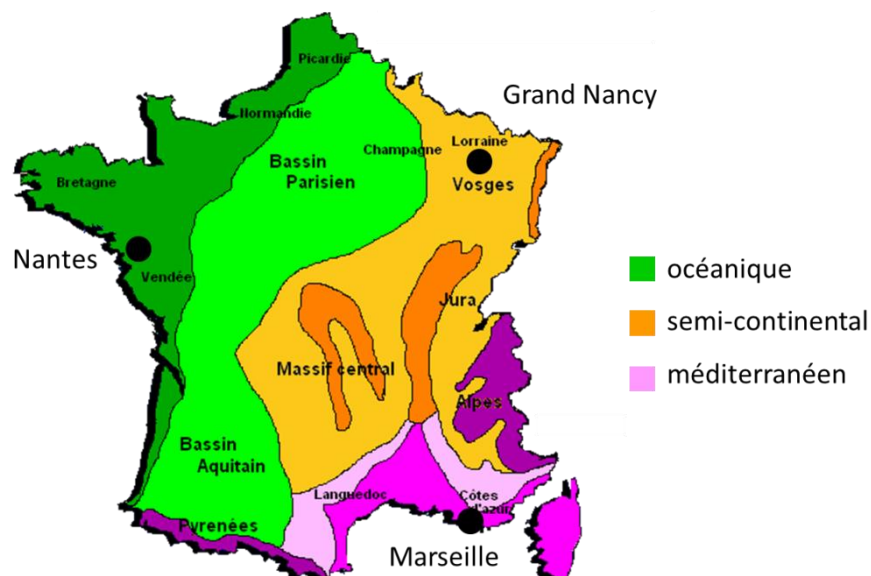 Picardie
Grand Nancy
Normandie
Lorraine
Champagne
Bassin
Parisien
Vosges
Bretagne
Nantes
Vendée
océanique
Jura
semi-continental
Massif central
méditerranéen
Alpes
Bassin
Aquitain
Languedoc
Côtes
d'azur
Pyrenées
Marseille